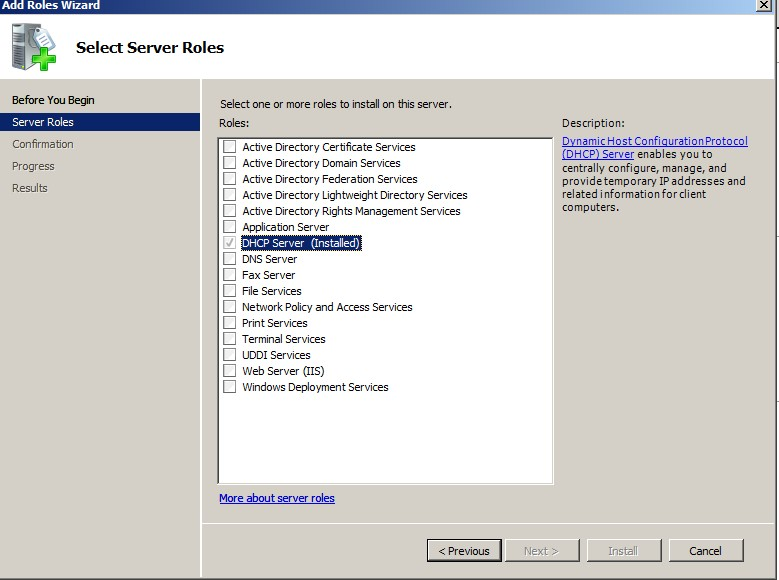 Add Roles Wizard
Select Server Roles
Before You Begin
Server Roles
Confirmation
Progress
Results
Select one or more roles to install on this server.
Roles:
Active Directory Certificate Services
Active Directory Domain Services
Active Directory Federation Services
Active Directory Lightweight Directory Services
Active Directory Rights Management Services
Application Server
DHCP Server (Installed)
DNS Server
Fax Server
File Services
Network Policy and Access Services
Print Services
Terminal Services
UDDI Services
Web Server (IIS)
Windows Deployment Services
More about server roles
Description:
Dynamic Host Configuration Protocol
(DHCP) Server enables you to
centrally configure, manage, and
provide temporary IP addresses and
related information for client
computers.
< Previous
Next >
Install
Cancel